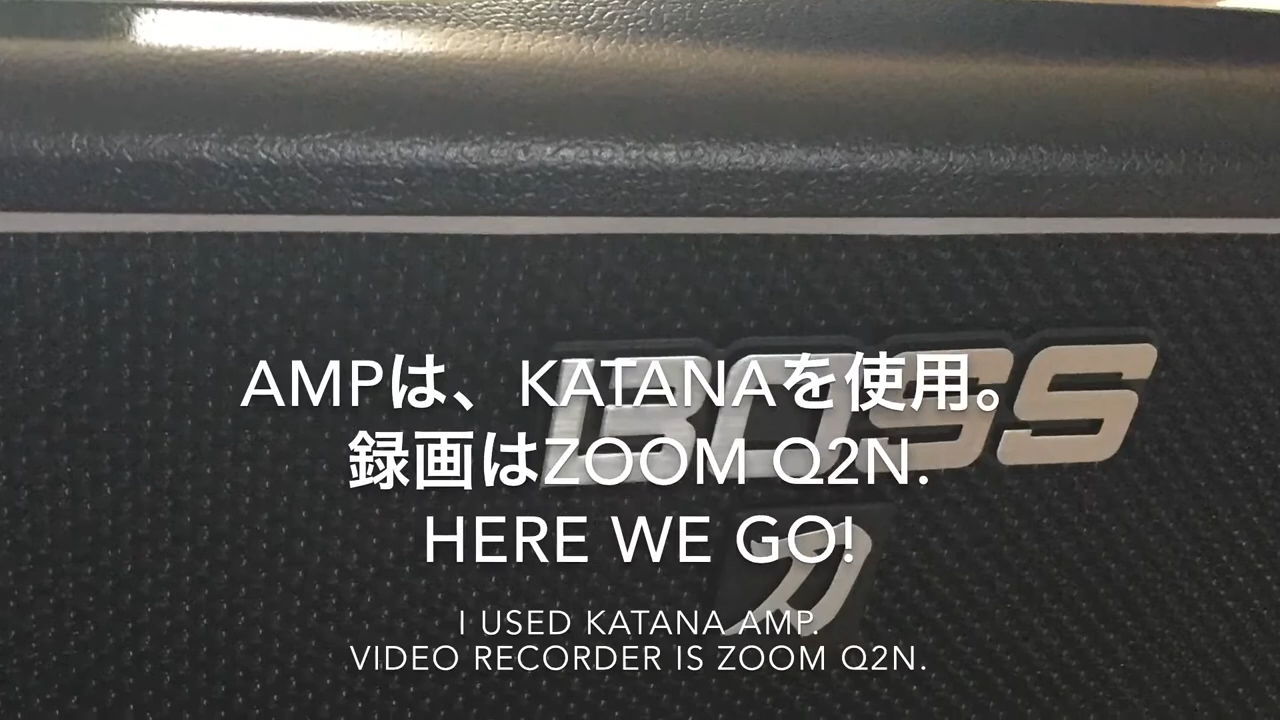 AMPは、KATANAを使用。
録画はZOOM Q2N.
HERE WE GO!
I USED KATANA AMP.
VIDEO RECORDER IS ZOOM Q2N.
BOSS
刀